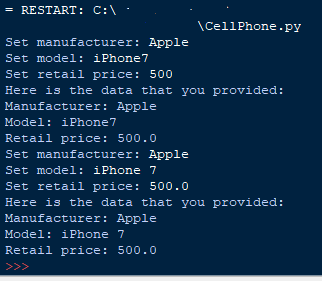 = RESTART: C:\
\CellPhone.py
Set manufacturer: Apple
Set model: iPhone7
Set retail price: 500
Here is the data that you provided:
Manufacturer: Apple
Model: iPhone7
Retail price: 500.0
Set manufacturer: Apple
Set model: iPhone 7
Set retail price: 500.0
Here is the data that you provided:
Manufacturer: Apple
Model: iPhone 7
Retail price: 500.0
>>>